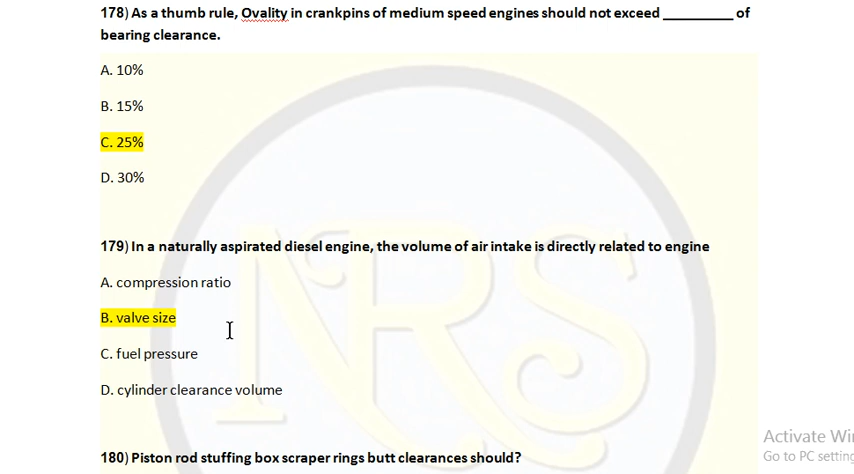 178) As a thumb rule, Ovality in crankpins of medium speed engines should not exceed __________ of
bearing clearance.
A. 10%
B. 15%
C. 25%
D. 30%
179) In a naturally aspirated diesel engine, the volume of air intake is directly related to engine
A. compression ratio
B. valve size
C. fuel pressure
D. cylinder clearance volume
180) Piston rod stuffing box scraper rings butt clearances should?
NRS
Activate Wi
Go to PC setting